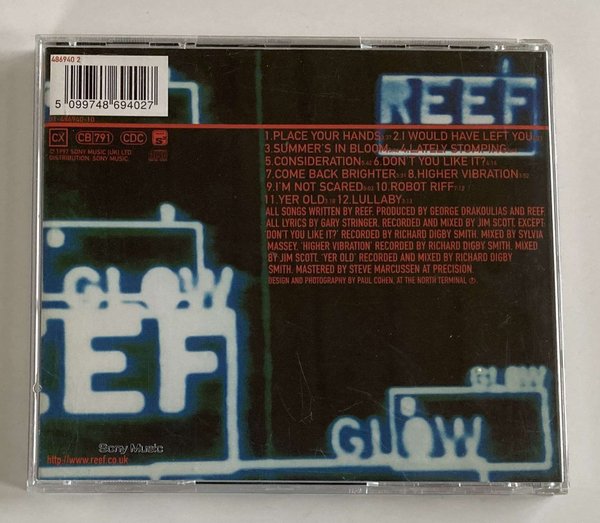 486940 2
5 099748 694027
01-486940-10
REEF
CX CB 791 CDC S
© 1997 SONY MUSIC (UK) LTD
DISTRIBUTION: SONY MUSIC
1.PLACE YOUR HANDS 2.I WOULD HAVE LEFT YOU
3.SUMMER'S IN BLOOM 4.LATELY STOMPING
5.CONSIDERATION 6.DON'T YOU LIKE IT?
7.COME BACK BRIGHTER 8.HIGHER VIBRATION
9.I'M NOT SCARED 10.ROBOT RIFF
11.YER OLD 12.LULLABY
ALL SONGS WRITTEN BY REEF. PRODUCED BY GEORGE DRAKOULIAS AND REEF.
ALL LYRICS BY GARY STRINGER. RECORDED AND MIXED BY JIM SCOTT. EXCEPT
DON'T YOU LIKE IT?' RECORDED BY RICHARD DIGBY SMITH. MIXED BY SYLVIA
MASSEY. 'HIGHER VIBRATION' RECORDED BY RICHARD DIGBY SMITH. MIXED
BY JIM SCOTT. 'YER OLD' RECORDED AND MIXED BY RICHARD DIGBY
SMITH. MASTERED BY STEVE MARCUSSEN AT PRECISION.
DESIGN AND PHOTOGRAPHY BY PAUL COHEN, AT THE NORTH TERMINAL
GLOW
EEF
GLOW
GLOW
Sony Music
http://www.reef.co.uk